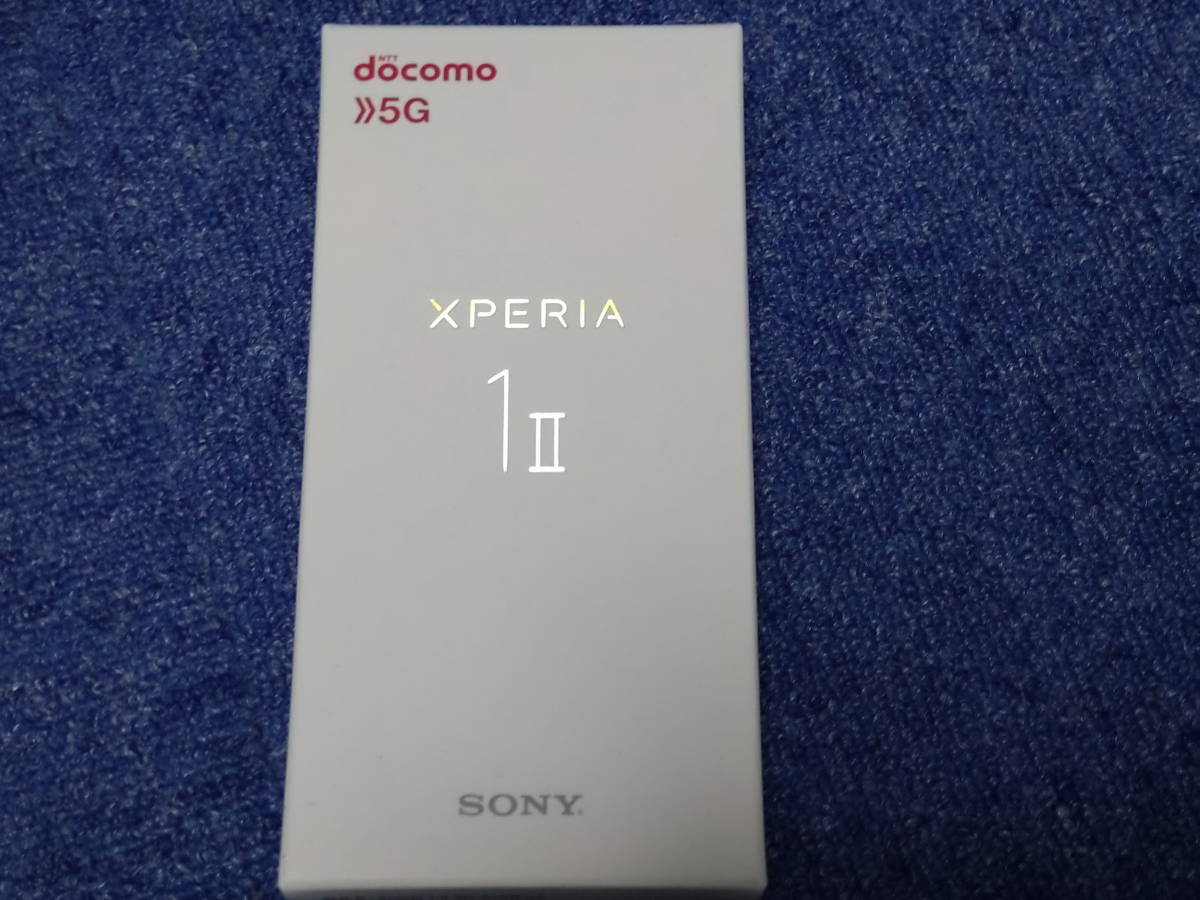 NTT
docomo
》5G
XPERIA
1 II
SONY